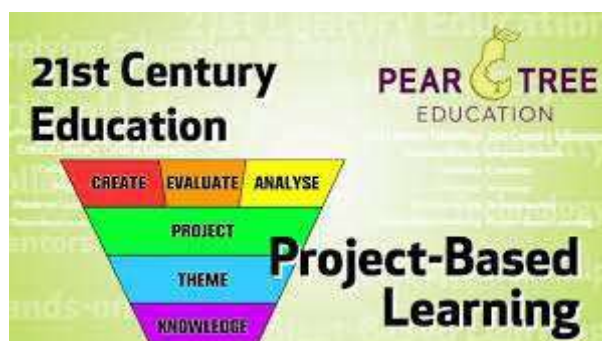 21st Century
Education
PEAR TREE
EDUCATION
CREATE EVALUATE ANALYSE
PROJECT
THEME
KNOWLEDGE
Project-Based
Learning